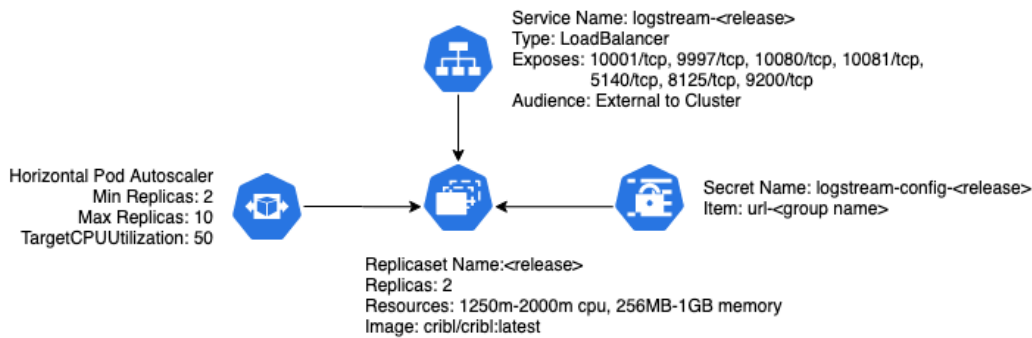 Service Name: logstream-<release>
Type: LoadBalancer
Exposes: 10001/tcp, 9997/tcp, 10080/tcp, 10081/tcp,
5140/tcp, 8125/tcp, 9200/tcp
Audience: External to Cluster
Horizontal Pod Autoscaler
Min Replicas: 2
Max Replicas: 10
TargetCPUUtilization: 50
Secret Name: logstream-config-<release>
Item: url-<group name>
Replicaset Name:<release>
Replicas: 2
Resources: 1250m-2000m cpu, 256MB-1GB memory
Image: cribl/cribl:latest